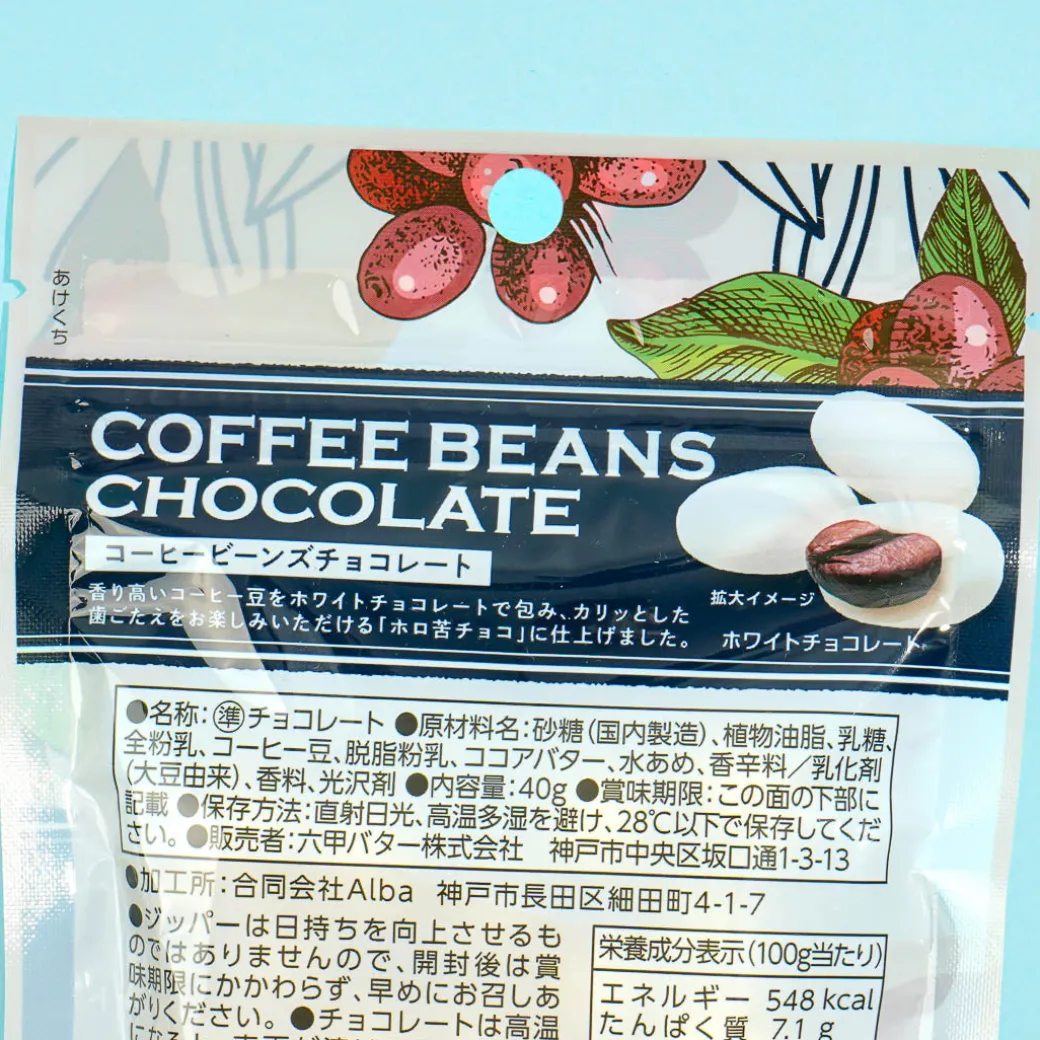 あけくち
COFFEE BEANS
CHOCOLATE
コーヒービーンズチョコレート
香り高いコーヒー豆をホワイトチョコレートで包み、カリッとした
歯ごたえをお楽しみいただける「ホロ苦チョコ」に仕上げました。
拡大イメージ
ホワイトチョコレート
●名称:㊜チョコレート ●原材料名:砂糖(国内製造)、植物油脂、乳糖、
全粉乳、コーヒー豆、脱脂粉乳、ココアバター、水あめ、香辛料/乳化剤
(大豆由来)、香料、光沢剤 ●内容量:40g ●賞味期限:この面の下部に
記載 ●保存方法:直射日光、高温多湿を避け、28℃以下で保存してくだ
さい。●販売者:六甲バター株式会社 神戸市中央区坂口通1-3-13
●加工所:合同会社Alba 神戸市長田区細田町4-1-7
●ジッパーは日持ちを向上させるも
のではありませんので、開封後は賞
味期限にかかわらず、早めにお召しあ
がりください。●チョコレートは高温
栄養成分表示(100g当たり)
エネルギー 548 kcal
たんぱく質 7.1 g